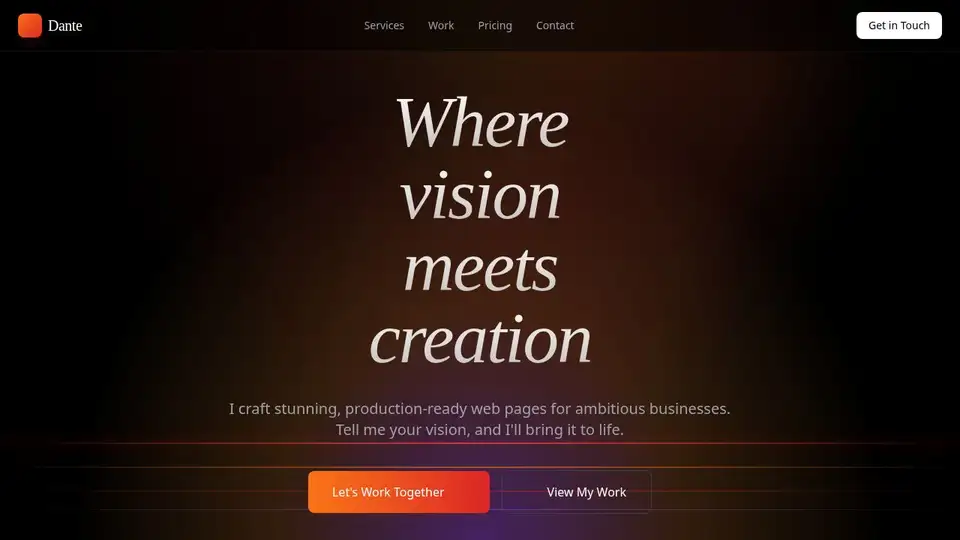 Dante
Services
Work
Pricing
Contact
Get in Touch
Where
vision
meets
creation
I craft stunning, production-ready web pages for ambitious businesses.
Tell me your vision, and I'll bring it to life.
Let's Work Together
View My Work